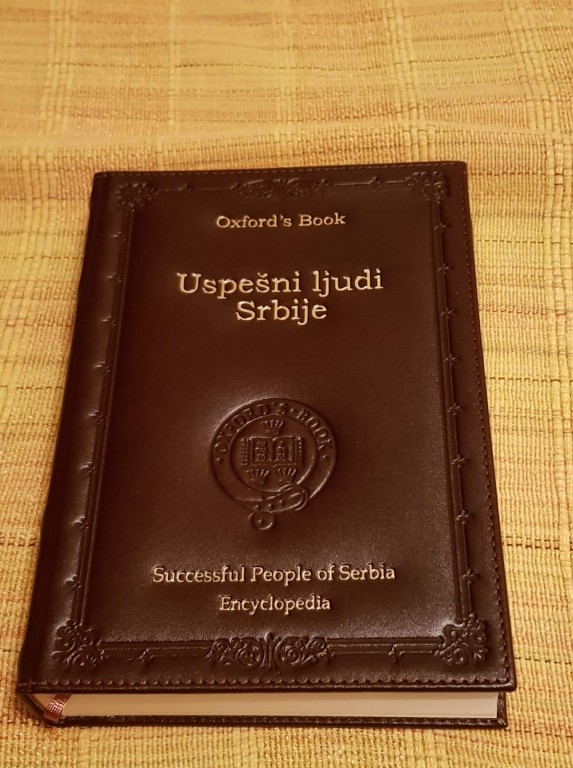 Oxford's Book
Uspešni ljudi
Srbije
OXFORD'S·BOOK
Successful People of Serbia
Encyclopedia